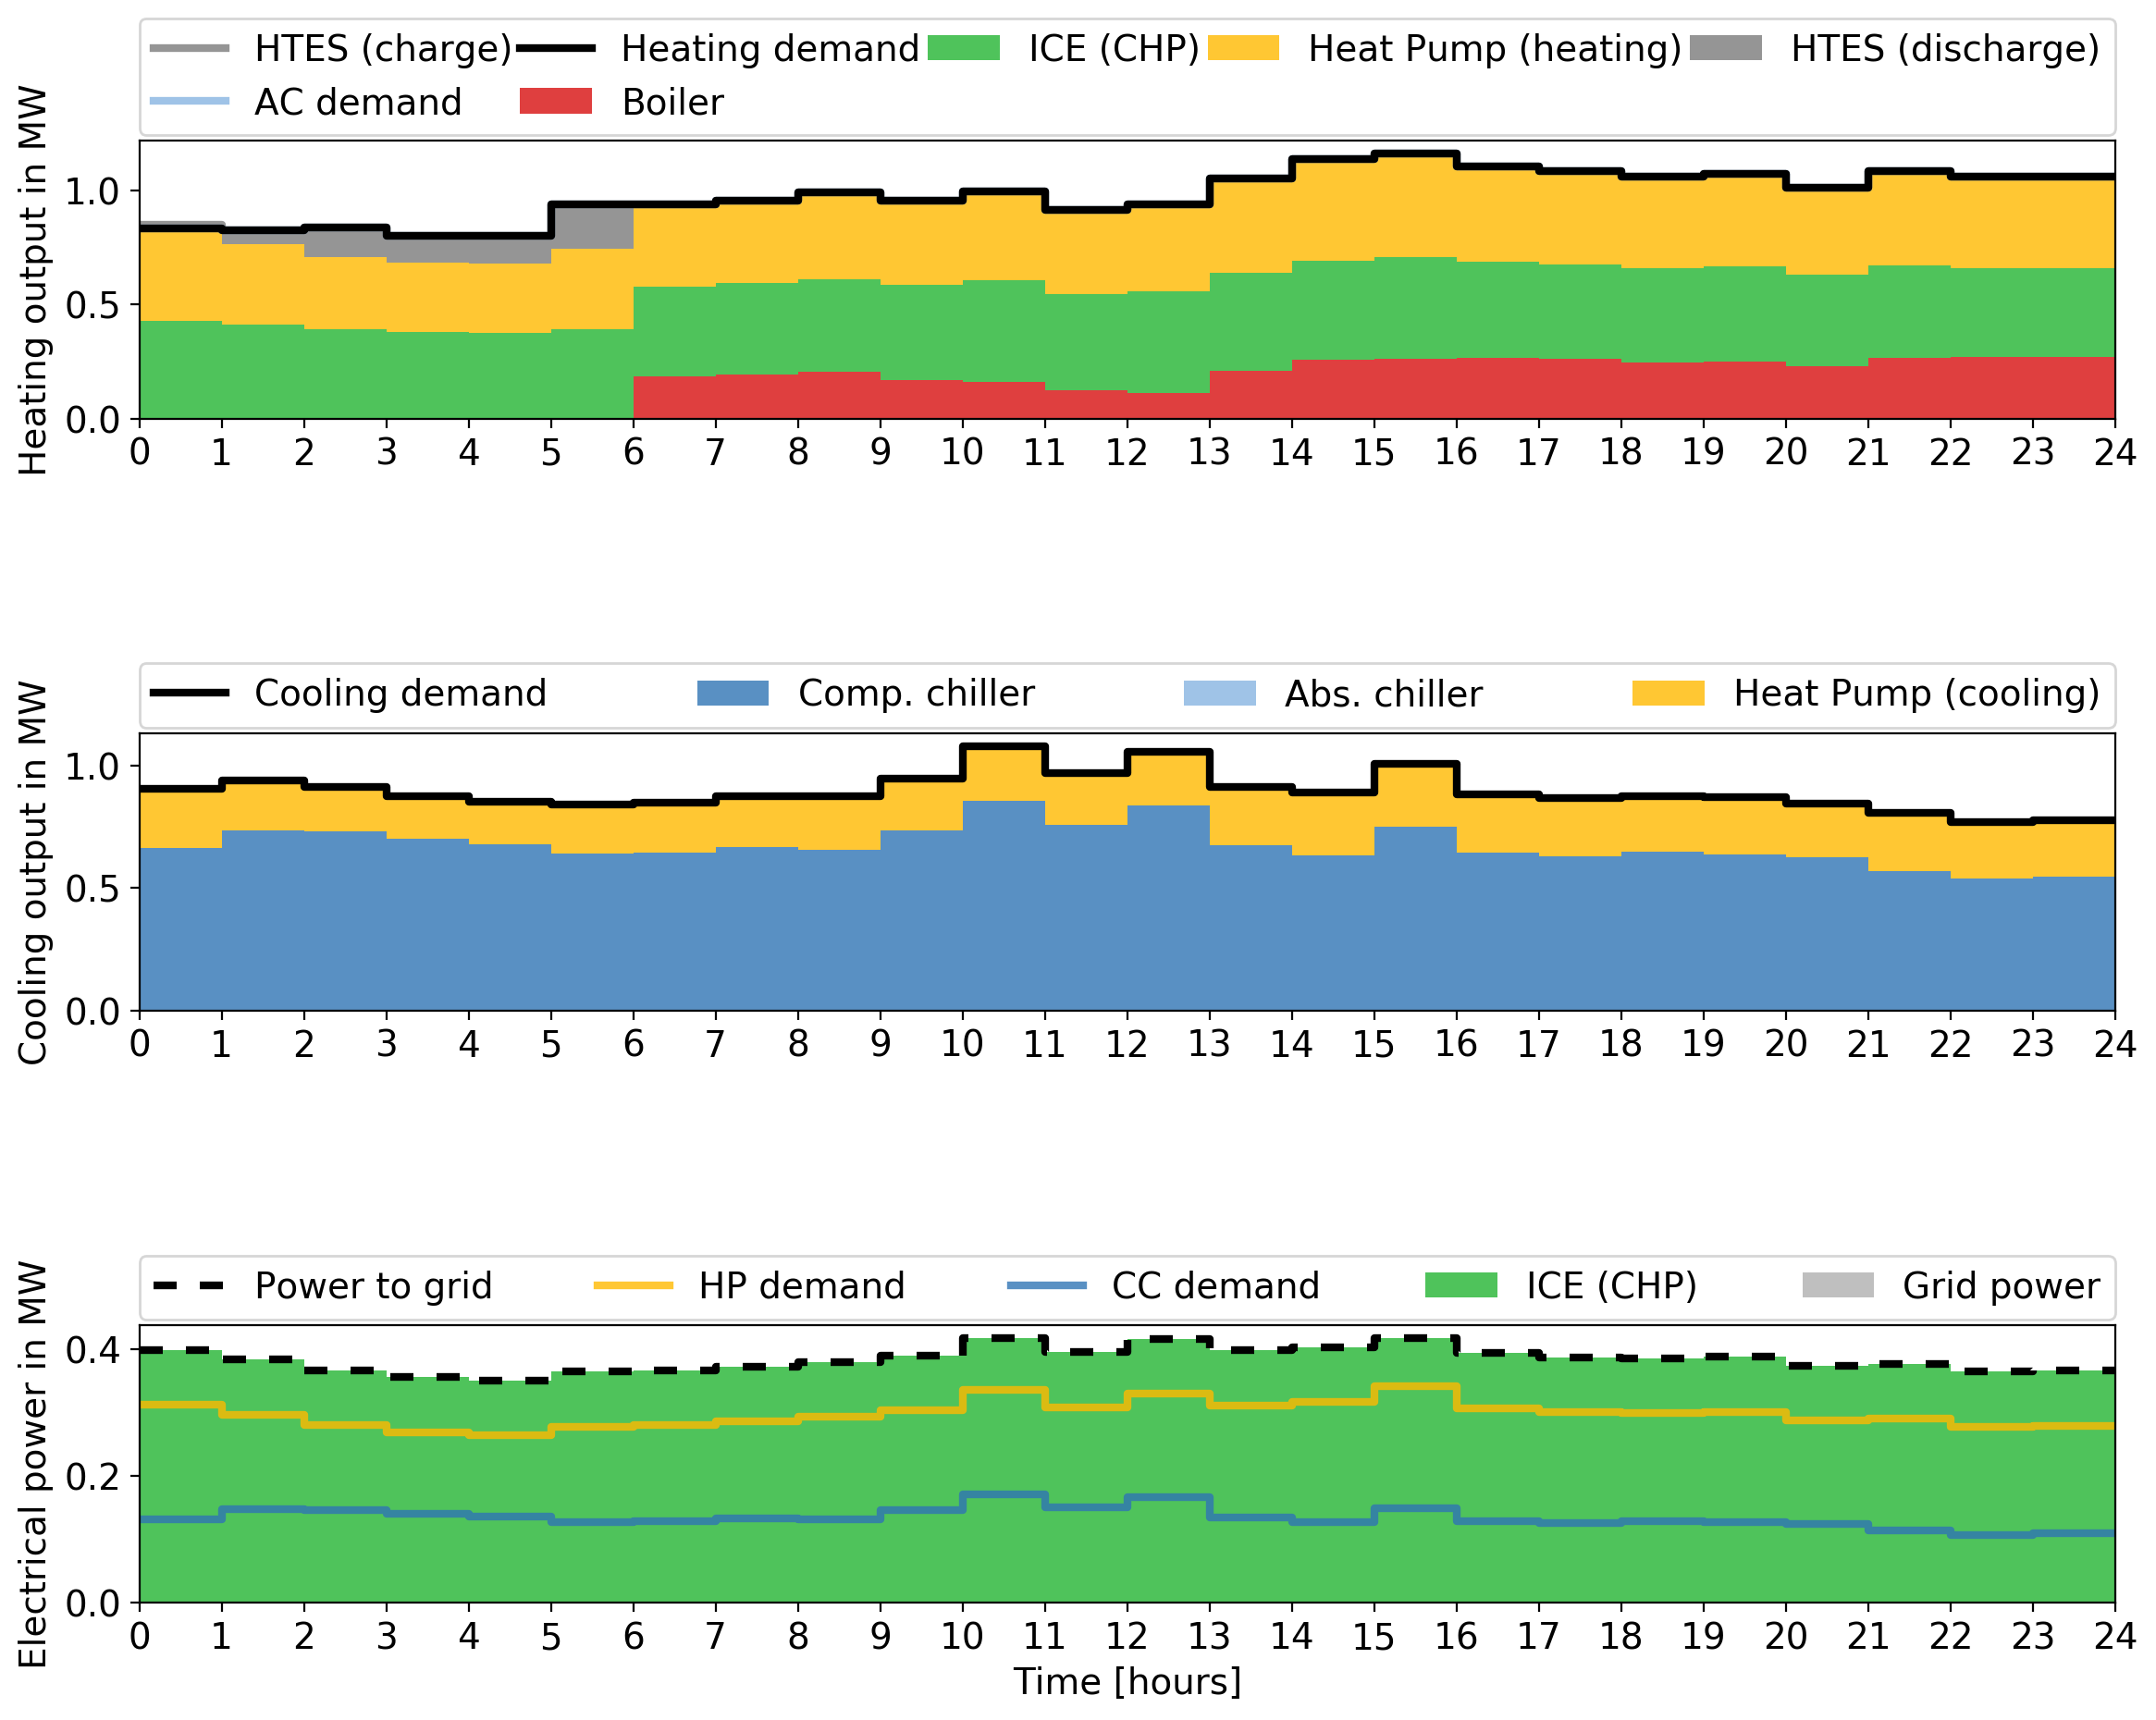 HTES (charge) Heating demand ICE (CHP) Heat Pump (heating) HTES (discharge)
AC demand Boiler
Heating output in MW
1.0
0.5
0.0
0 1 2 3 4 5 6 7 8 9 10 11 12 13 14 15 16 17 18 19 20 21 22 23 24
Cooling demand Comp. chiller Abs. chiller Heat Pump (cooling)
Cooling output in MW
1.0
0.5
0.0
0 1 2 3 4 5 6 7 8 9 10 11 12 13 14 15 16 17 18 19 20 21 22 23 24
Power to grid HP demand CC demand ICE (CHP) Grid power
Electrical power in MW
0.4
0.2
0.0
0 1 2 3 4 5 6 7 8 9 10 11 12 13 14 15 16 17 18 19 20 21 22 23 24
Time [hours]